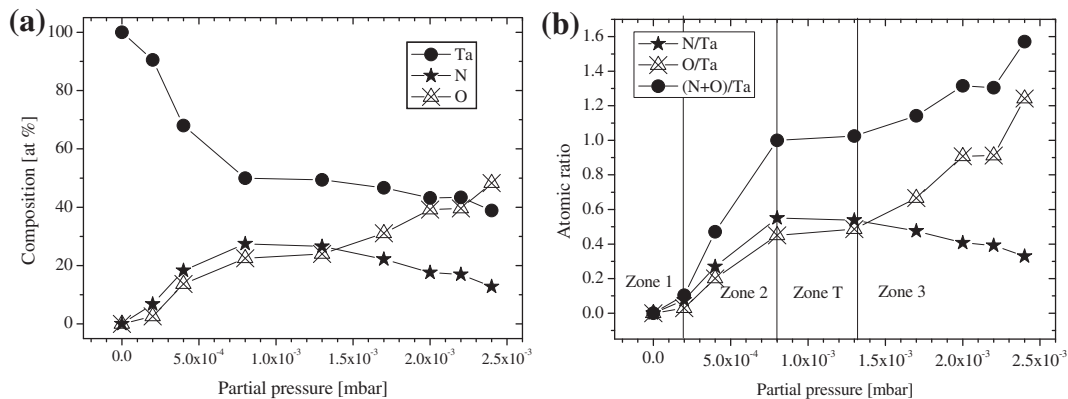 (a)
100
80
60
40
20
0
Composition [at %]
Ta
N
O
0.0
5.0x10⁻⁴
1.0x10⁻³
1.5x10⁻³
2.0x10⁻³
2.5x10⁻³
Partial pressure [mbar]
(b)
1.6
1.4
1.2
1.0
0.8
0.6
0.4
0.2
0.0
Atomic ratio
N/Ta
O/Ta
(N+O)/Ta
Zone 1
Zone 2
Zone T
Zone 3
0.0
5.0x10⁻⁴
1.0x10⁻³
1.5x10⁻³
2.0x10⁻³
2.5x10⁻³
Partial pressure [mbar]